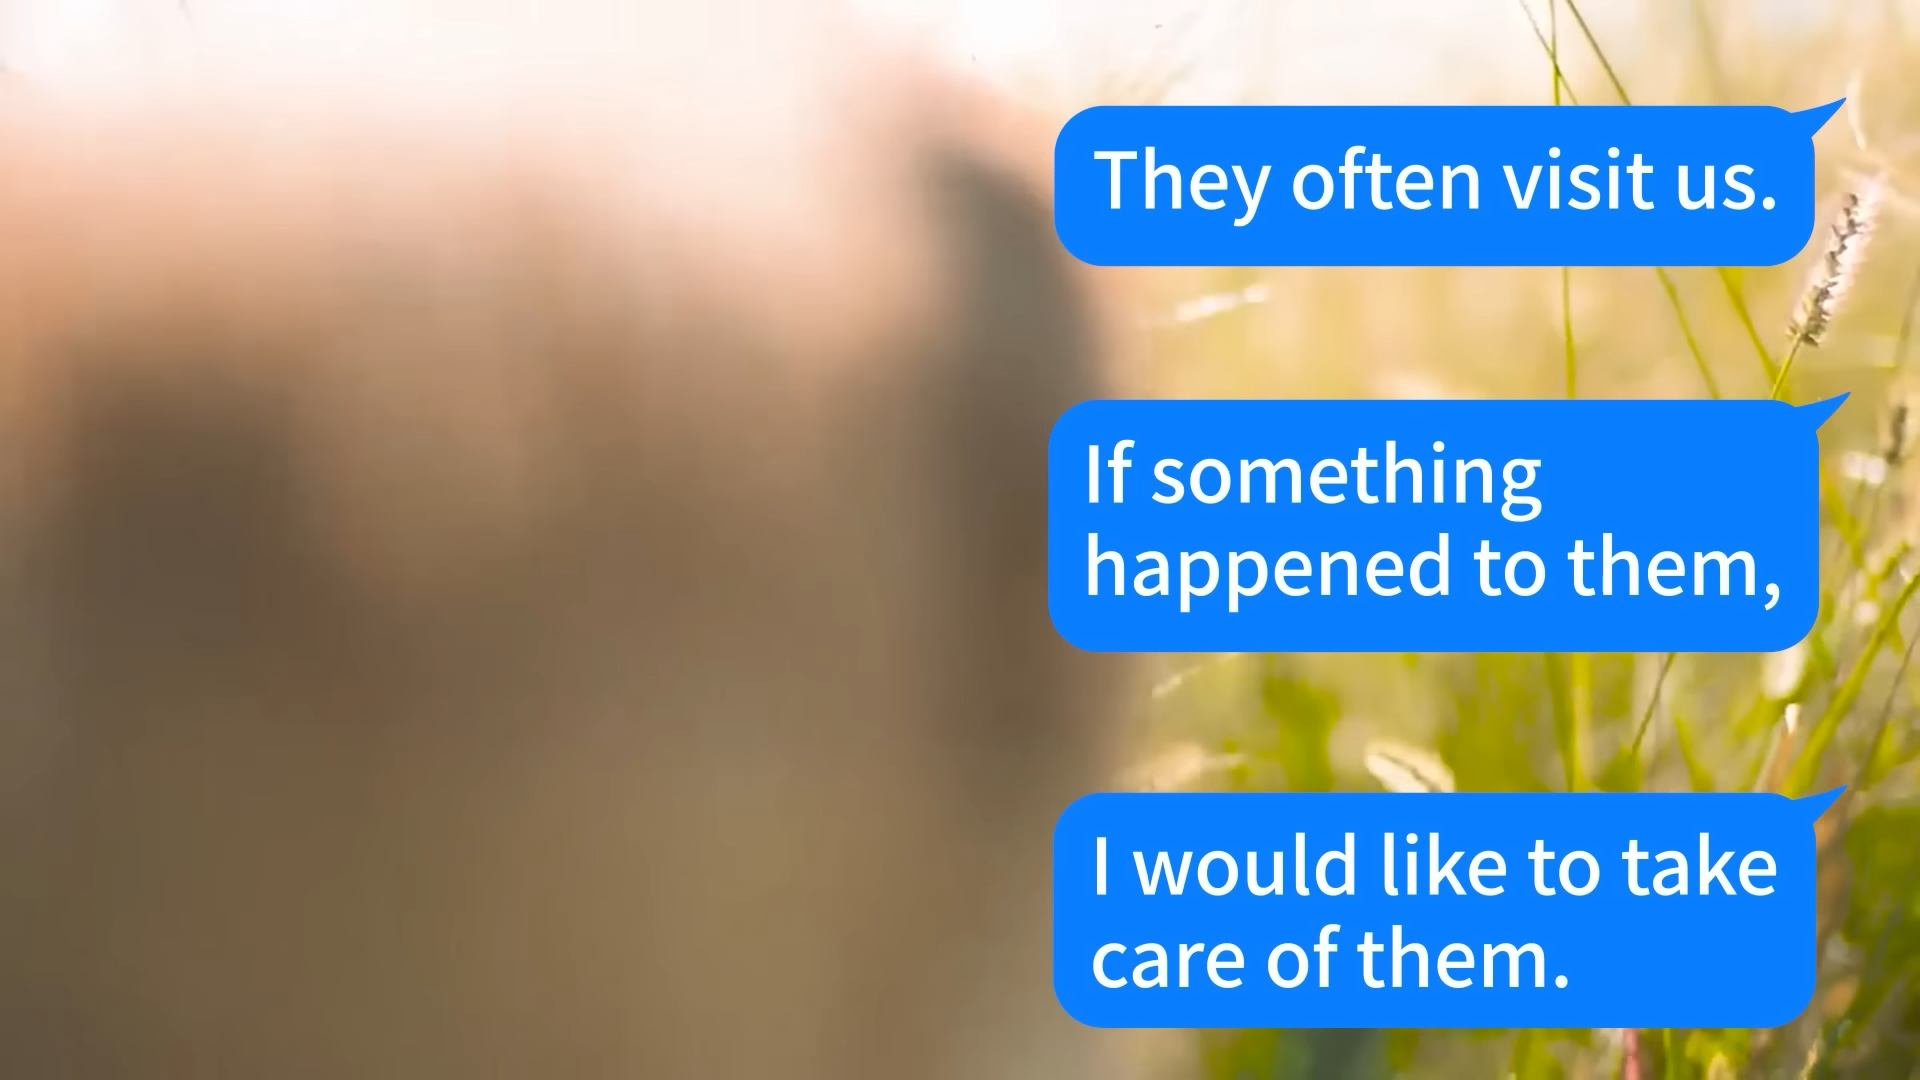 They often visit us.
If something
happened to them,
I would like to take
care of them.